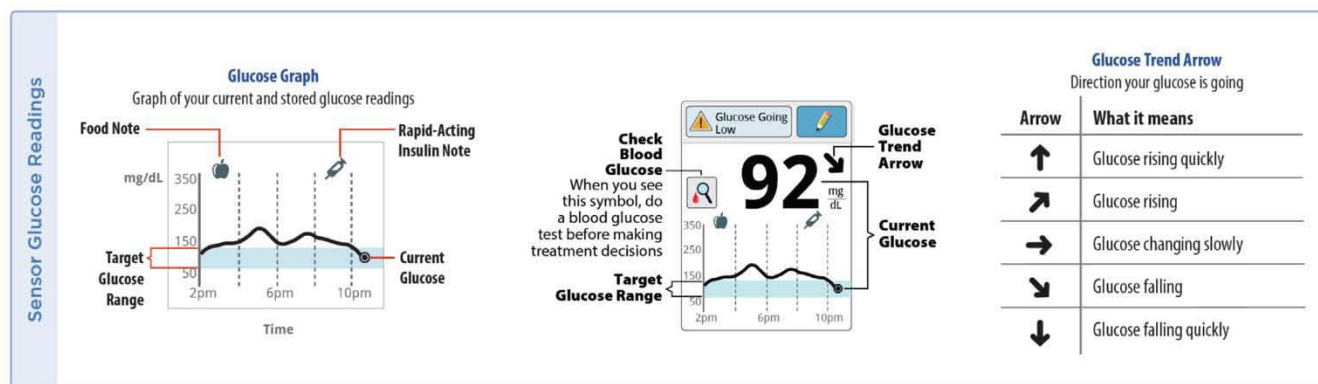 Sensor Glucose Readings
Glucose Graph
Graph of your current and stored glucose readings
Food Note
Rapid-Acting
Insulin Note
mg/dL
350
250
150
50
Target
Glucose
Range
Current
Glucose
2pm
6pm
10pm
Time
Glucose Going
Low
Check
Blood
Glucose
When you see
this symbol, do
a blood glucose
test before making
treatment decisions
92
mg
dL
Glucose
Trend
Arrow
Current
Glucose
350
250
150
50
Target
Glucose Range
2pm
6pm
10pm
Glucose Trend Arrow
Direction your glucose is going
Arrow What it means
↑ Glucose rising quickly
↗ Glucose rising
→ Glucose changing slowly
↘ Glucose falling
↓ Glucose falling quickly